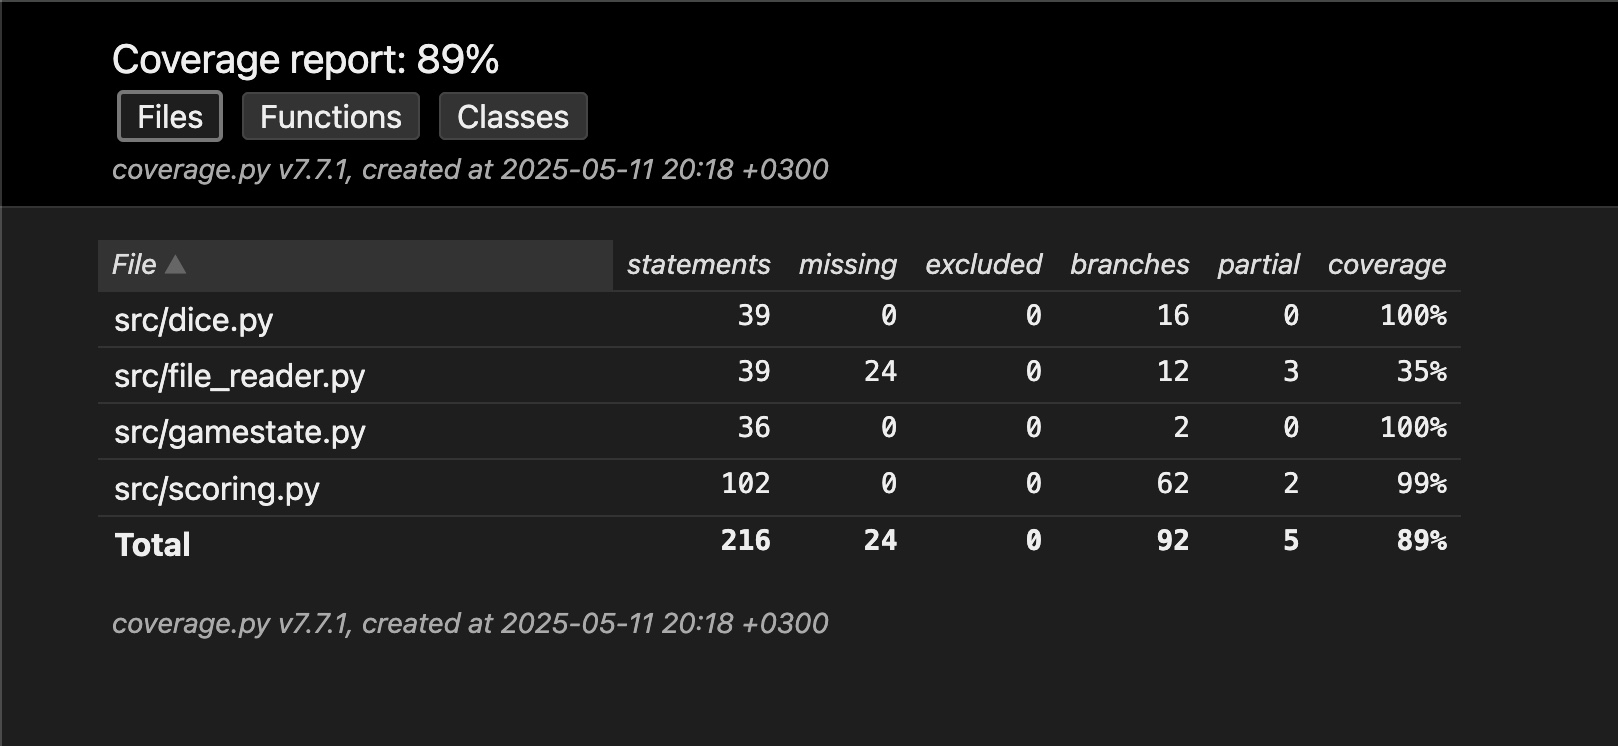 Coverage report: 89%
Files Functions Classes
coverage.py v7.7.1, created at 2025-05-11 20:18 +0300
File statements missing excluded branches partial coverage
src/dice.py 39 0 0 16 0 100%
src/file_reader.py 39 24 0 12 3 35%
src/gamestate.py 36 0 0 2 0 100%
src/scoring.py 102 0 0 62 2 99%
Total 216 24 0 92 5 89%
coverage.py v7.7.1, created at 2025-05-11 20:18 +0300